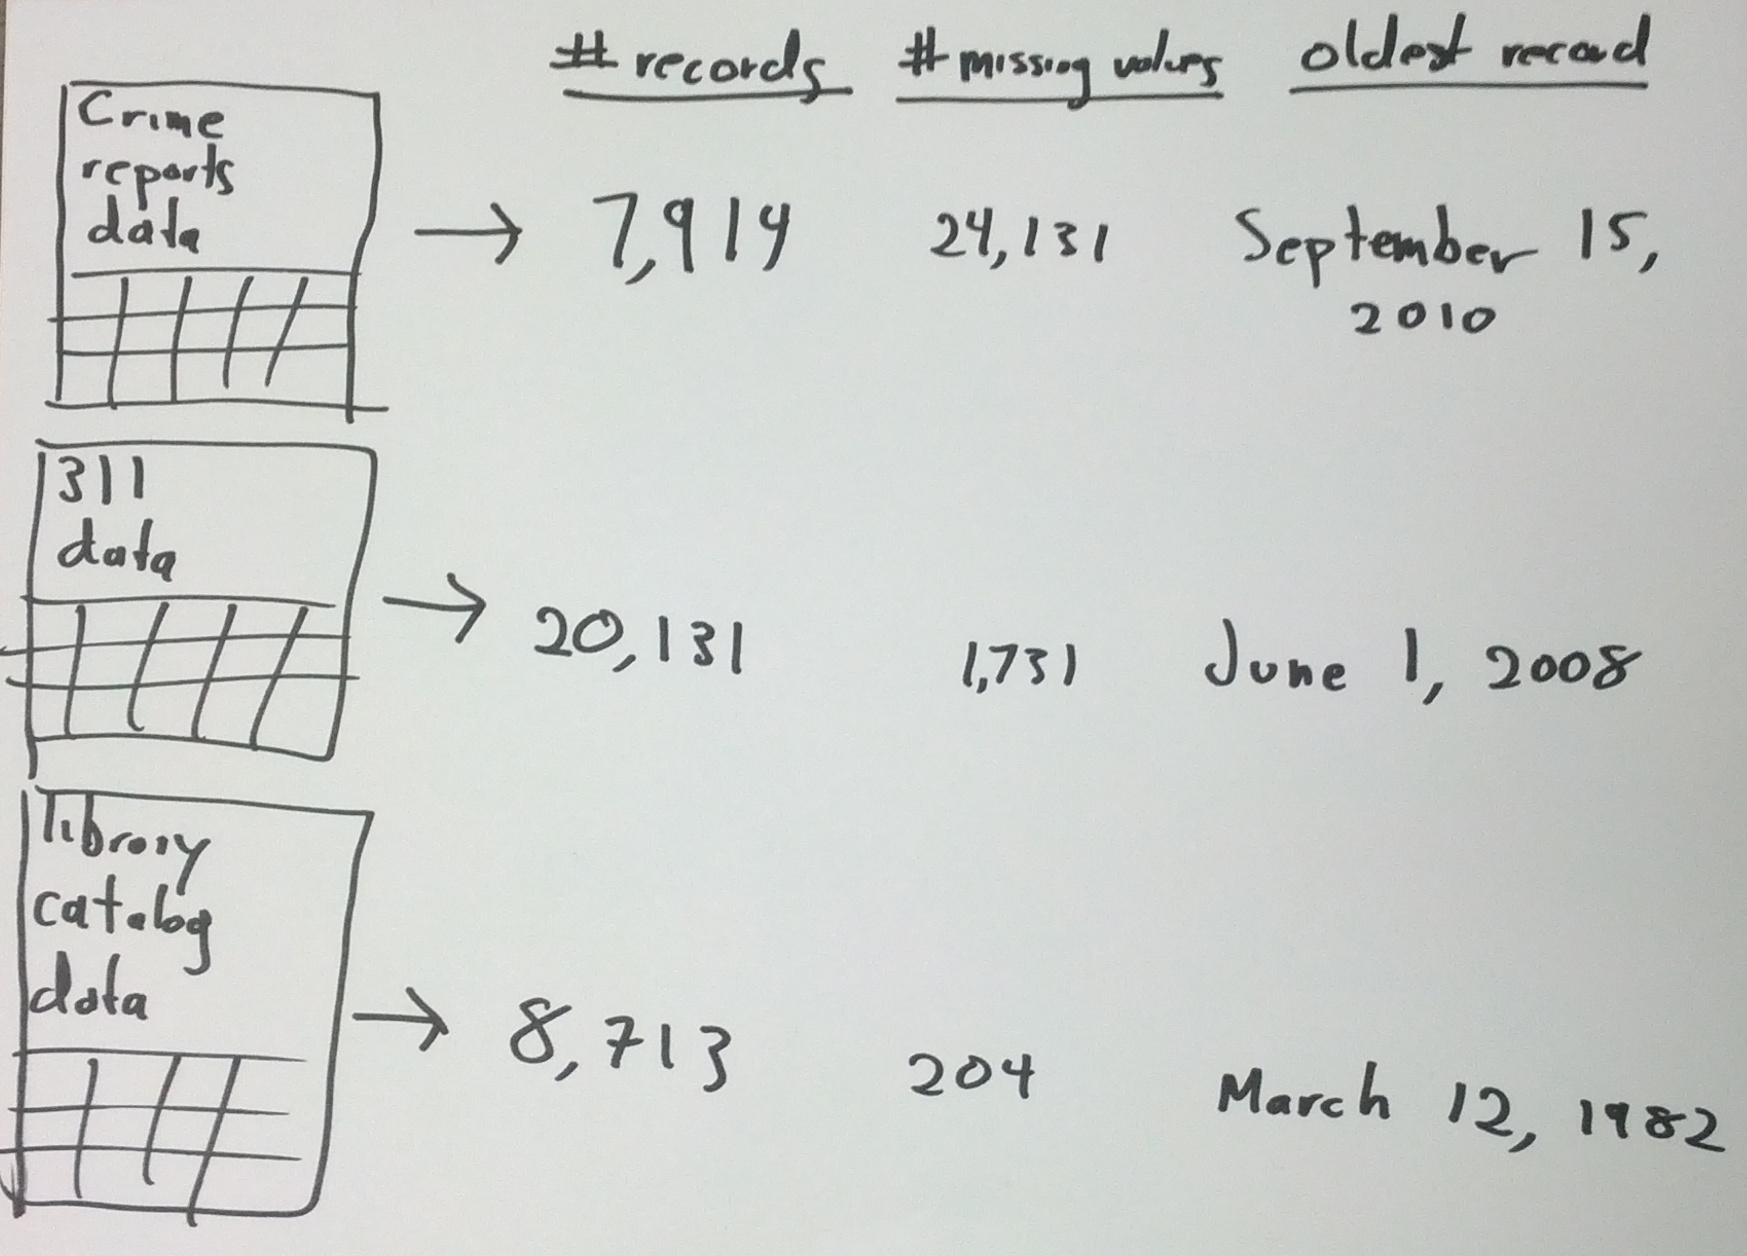 # records # missing values oldest record
Crime
reports
data
7,914 24,131 September 15,
2010
311
data
20,131 1,731 June 1, 2008
library
catalog
data
8,713 204 March 12, 1982